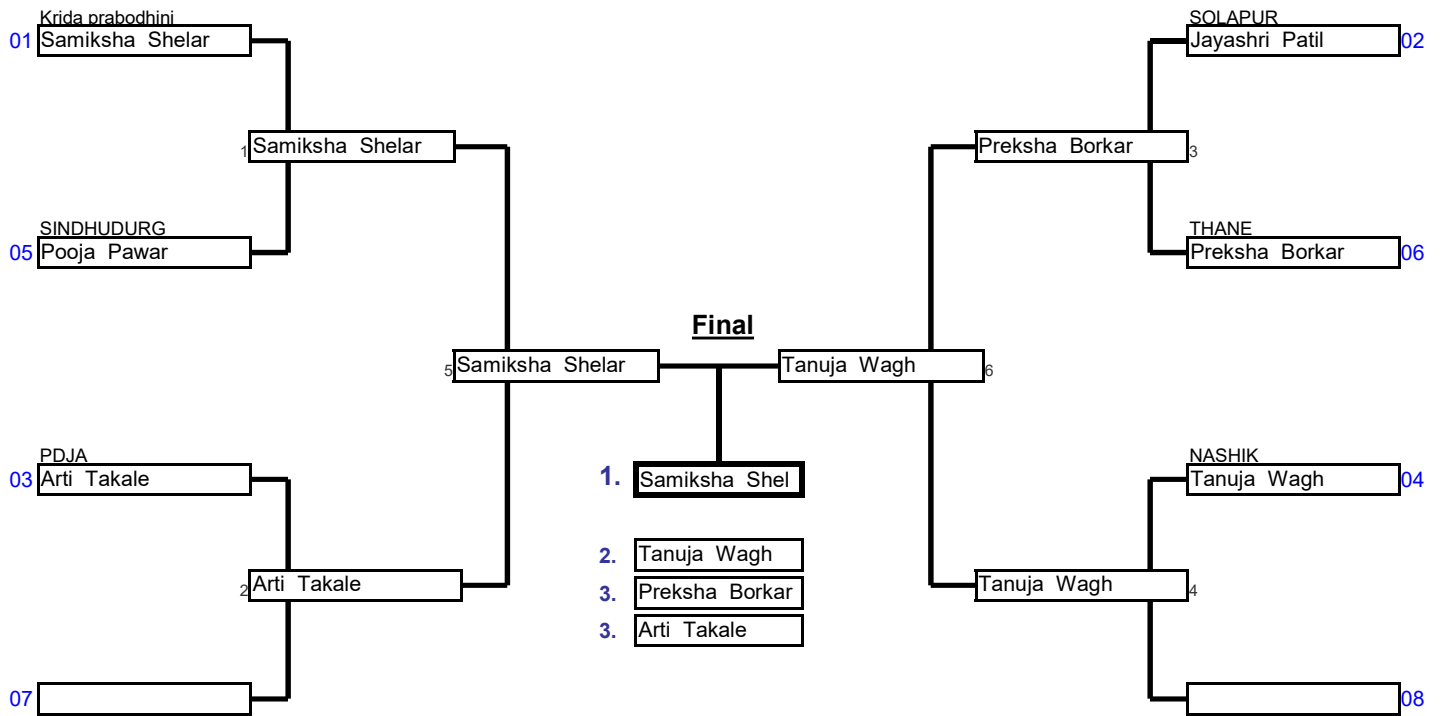 Krida prabodhini
01 Samiksha Shelar
SOLAPUR
Jayashri Patil 02
1 Samiksha Shelar
Preksha Borkar 3
SINDHUDURG
05 Pooja Pawar
THANE
Preksha Borkar 06
Final
5 Samiksha Shelar
Tanuja Wagh 6
PDJA
03 Arti Takale
1. Samiksha Shel
NASHIK
Tanuja Wagh 04
2. Tanuja Wagh
2 Arti Takale
3. Preksha Borkar
Tanuja Wagh 4
3. Arti Takale
07
08